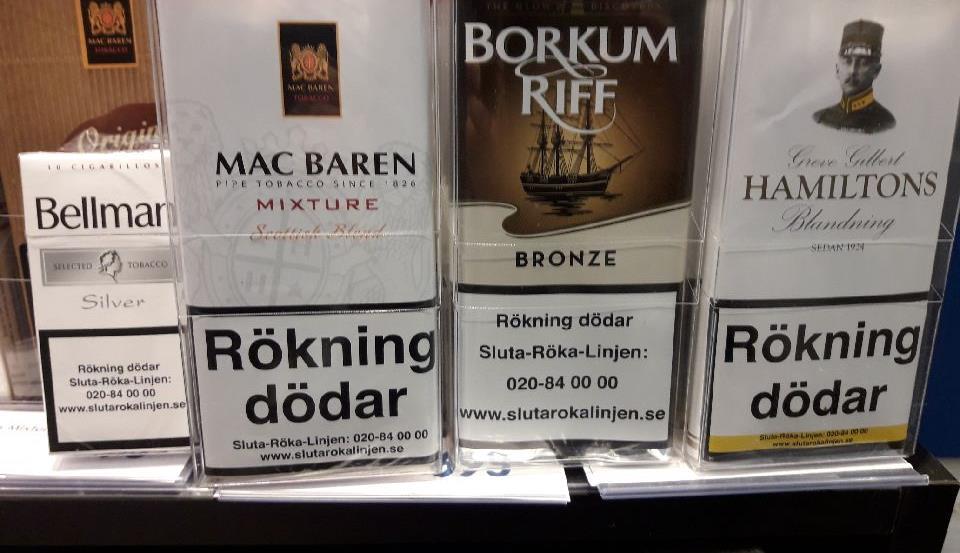 MAC BAREN
TOBACCO
Origin
10 CIGARILLOS
Bellman
SELECTED TOBACCO
Silver
Rökning dödar
Sluta-Röka-Linjen:
020-84 00 00
www.slutarokalinjen.se
MAC BAREN
TOBACCO
MAC BAREN
PIPE TOBACCO SINCE 1826
MIXTURE
Scottish Blend
Rökning
dödar
Sluta-Röka-Linjen: 020-84 00 00
www.slutarokalinjen.se
BORKUM
RIFF
BRONZE
Rökning dödar
Sluta-Röka-Linjen:
020-84 00 00
www.slutarokalinjen.se
Greve Gilbert
HAMILTONS
Blandning
SEDAN 1924
Rökning
dödar
Sluta-Röka-Linjen: 020-84 00 00
www.slutarokalinjen.se